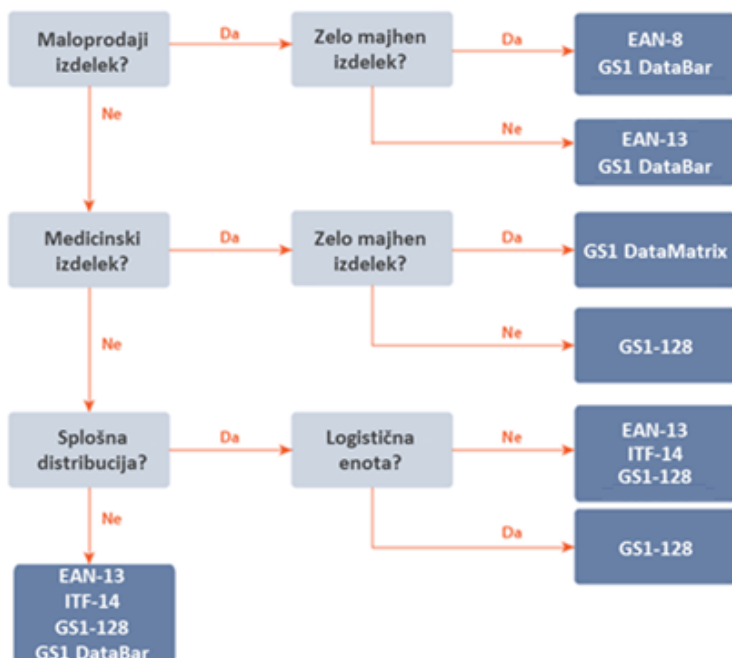 Maloprodaji
izdelek?
Da
Zelo majhen
izdelek?
Da
EAN-8
GS1 DataBar
Ne
Ne
EAN-13
GS1 DataBar
Medicinski
izdelek?
Da
Zelo majhen
izdelek?
Da
GS1 DataMatrix
Ne
Ne
GS1-128
Splošna
distribucija?
Da
Logistična
enota?
Ne
EAN-13
ITF-14
GS1-128
Ne
Da
GS1-128
EAN-13
ITF-14
GS1-128
GS1 DataBar